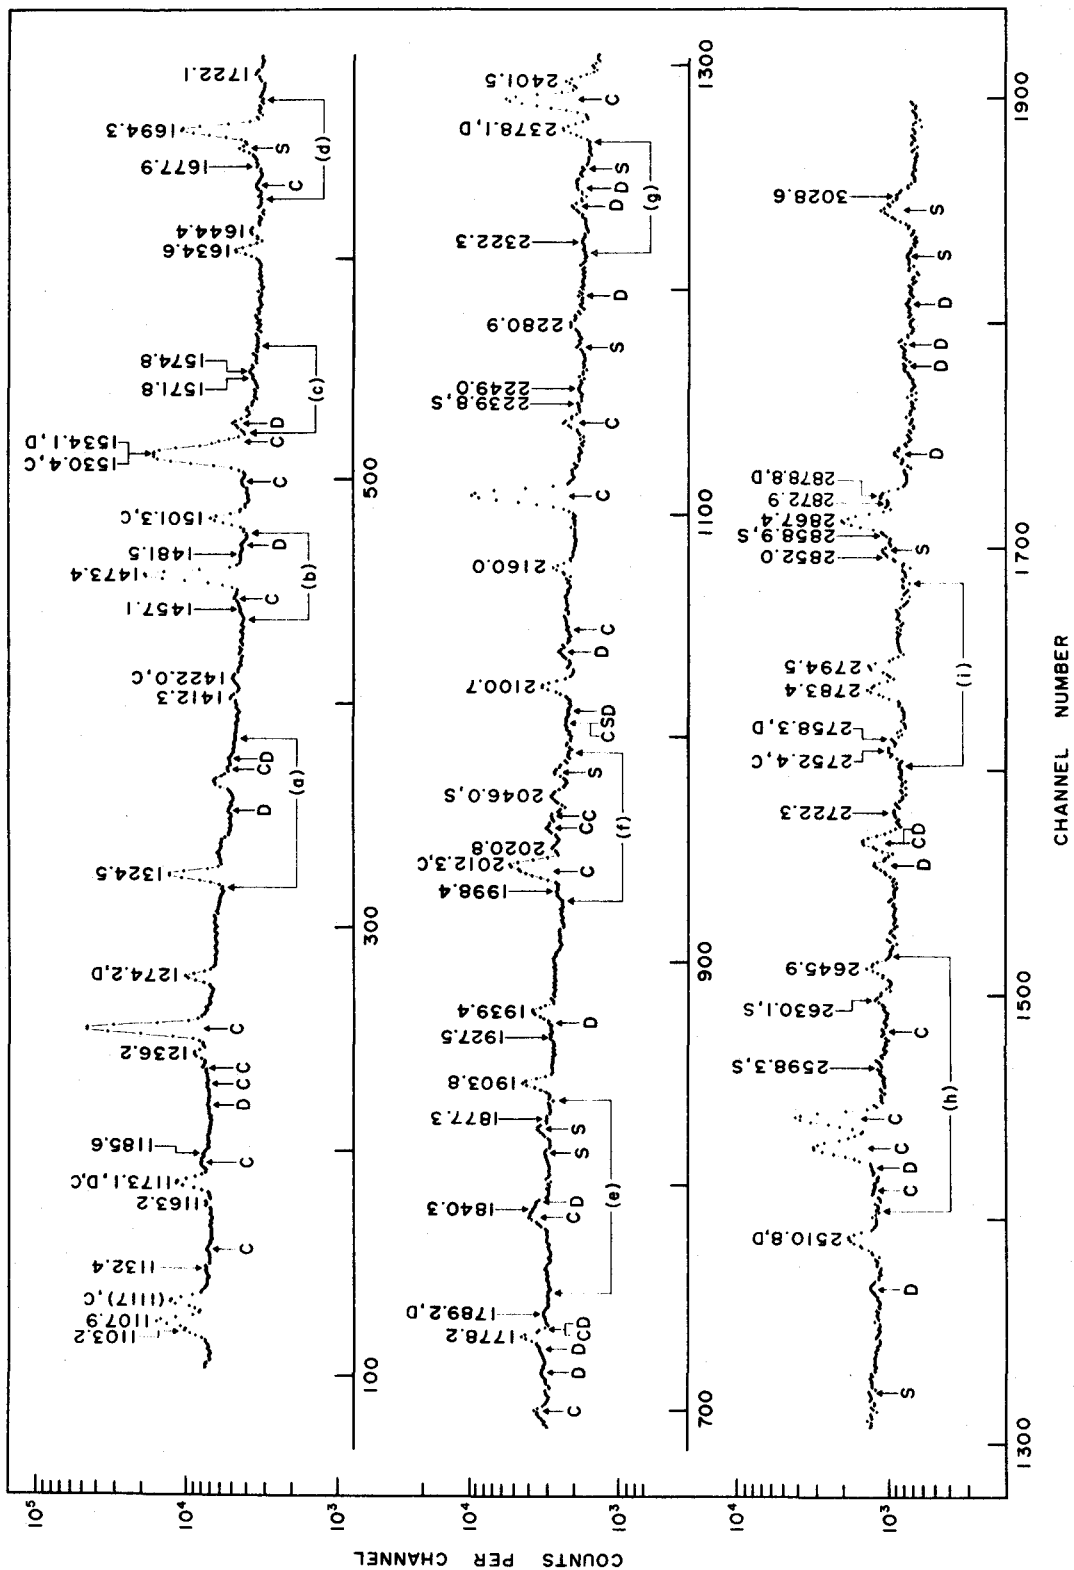 10⁵
10⁴
10³
1103.2
1107.9
(1117), C
1132.4
C
1163.2
1173.1, D,C
C
1185.6
D
C C
1236.2
C
1274.2, D
1324.5
D
C D
(a)
1412.3
1422.0, C
1457.1
C
1473.4
1481.5
D
(b)
1501.3, C
C
1530.4, C
1534.1, D
C D
1571.8
1574.8
(c)
1634.6
1644.4
C
1677.9
S
1694.3
(d)
1722.1
100
300
500
10⁴
10³
C
D
D
1778.2
C D
1789.2, D
C D
1840.3
S
S
1877.3
(e)
1903.8
1927.5
D
1939.4
1998.4
C
2012.3, C
2020.8
C C
2046.0, S
S
(f)
C S D
2100.7
D
C
2160.0
C
C
2239.8, S
2249.0
S
2280.9
D
2322.3
D D
S
(g)
2378.1, D
C
2401.5
700
900
1100
1300
10⁴
10³
S
D
2510.8, D
C
D
C
C
2598.3, S
C
2630.1, S
2645.9
(h)
D
C D
2722.3
2752.4, C
2758.3, D
2783.4
2794.5
(i)
2852.0
S
2858.9, S
2867.4
2872.9
2878.8, D
D
D D
D
S
S
3028.6
1300
1500
1700
1900
COUNTS PER CHANNEL
CHANNEL NUMBER